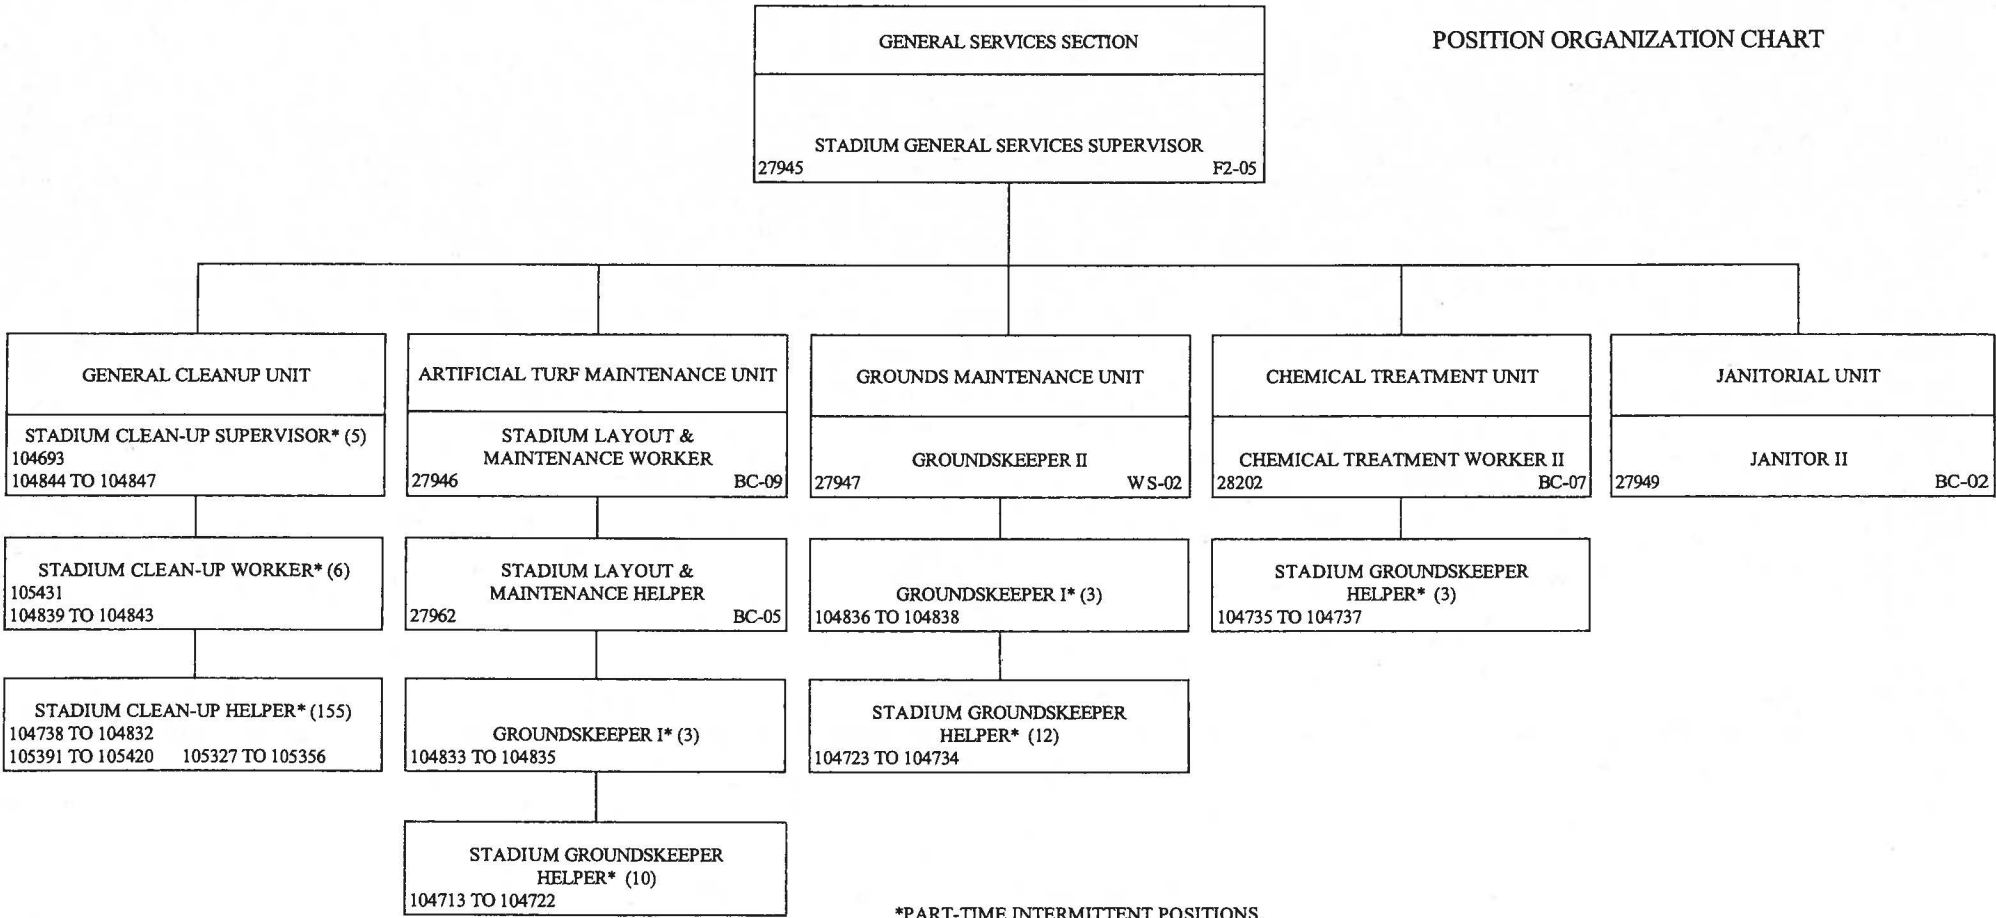 POSITION ORGANIZATION CHART
GENERAL SERVICES SECTION
STADIUM GENERAL SERVICES SUPERVISOR
27945 F2-05
GENERAL CLEANUP UNIT
STADIUM CLEAN-UP SUPERVISOR* (5)
104693
104844 TO 104847
STADIUM CLEAN-UP WORKER* (6)
105431
104839 TO 104843
STADIUM CLEAN-UP HELPER* (155)
104738 TO 104832
105391 TO 105420 105327 TO 105356
ARTIFICIAL TURF MAINTENANCE UNIT
STADIUM LAYOUT &
MAINTENANCE WORKER
27946 BC-09
STADIUM LAYOUT &
MAINTENANCE HELPER
27962 BC-05
GROUNDSKEEPER I* (3)
104833 TO 104835
STADIUM GROUNDSKEEPER
HELPER* (10)
104713 TO 104722
GROUNDS MAINTENANCE UNIT
GROUNDSKEEPER II
27947 WS-02
GROUNDSKEEPER I* (3)
104836 TO 104838
STADIUM GROUNDSKEEPER
HELPER* (12)
104723 TO 104734
CHEMICAL TREATMENT UNIT
CHEMICAL TREATMENT WORKER II
28202 BC-07
STADIUM GROUNDSKEEPER
HELPER* (3)
104735 TO 104737
JANITORIAL UNIT
JANITOR II
27949 BC-02
*PART-TIME INTERMITTENT POSITIONS